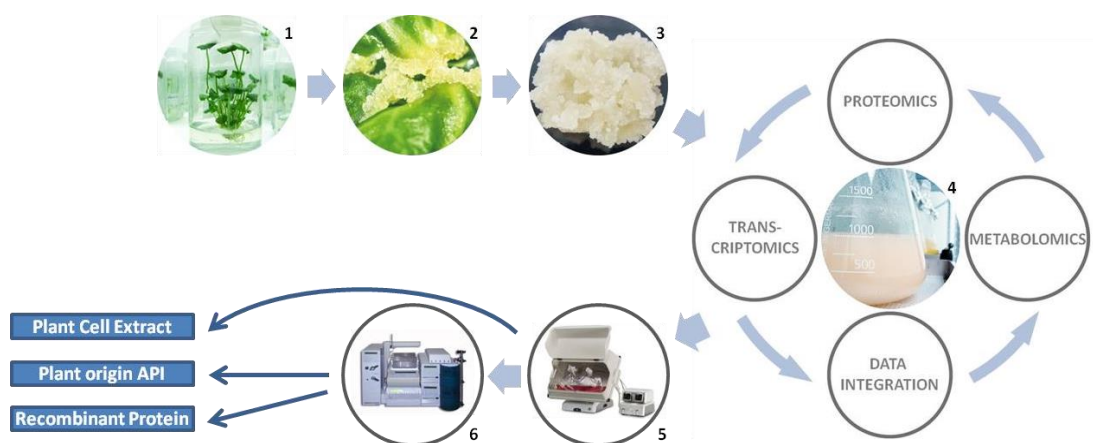 1
2
3
PROTEOMICS
4
1500
1000
500
TRANS-
CRIPTOMICS
METABOLOMICS
DATA
INTEGRATION
Plant Cell Extract
Plant origin API
Recombinant Protein
6
5